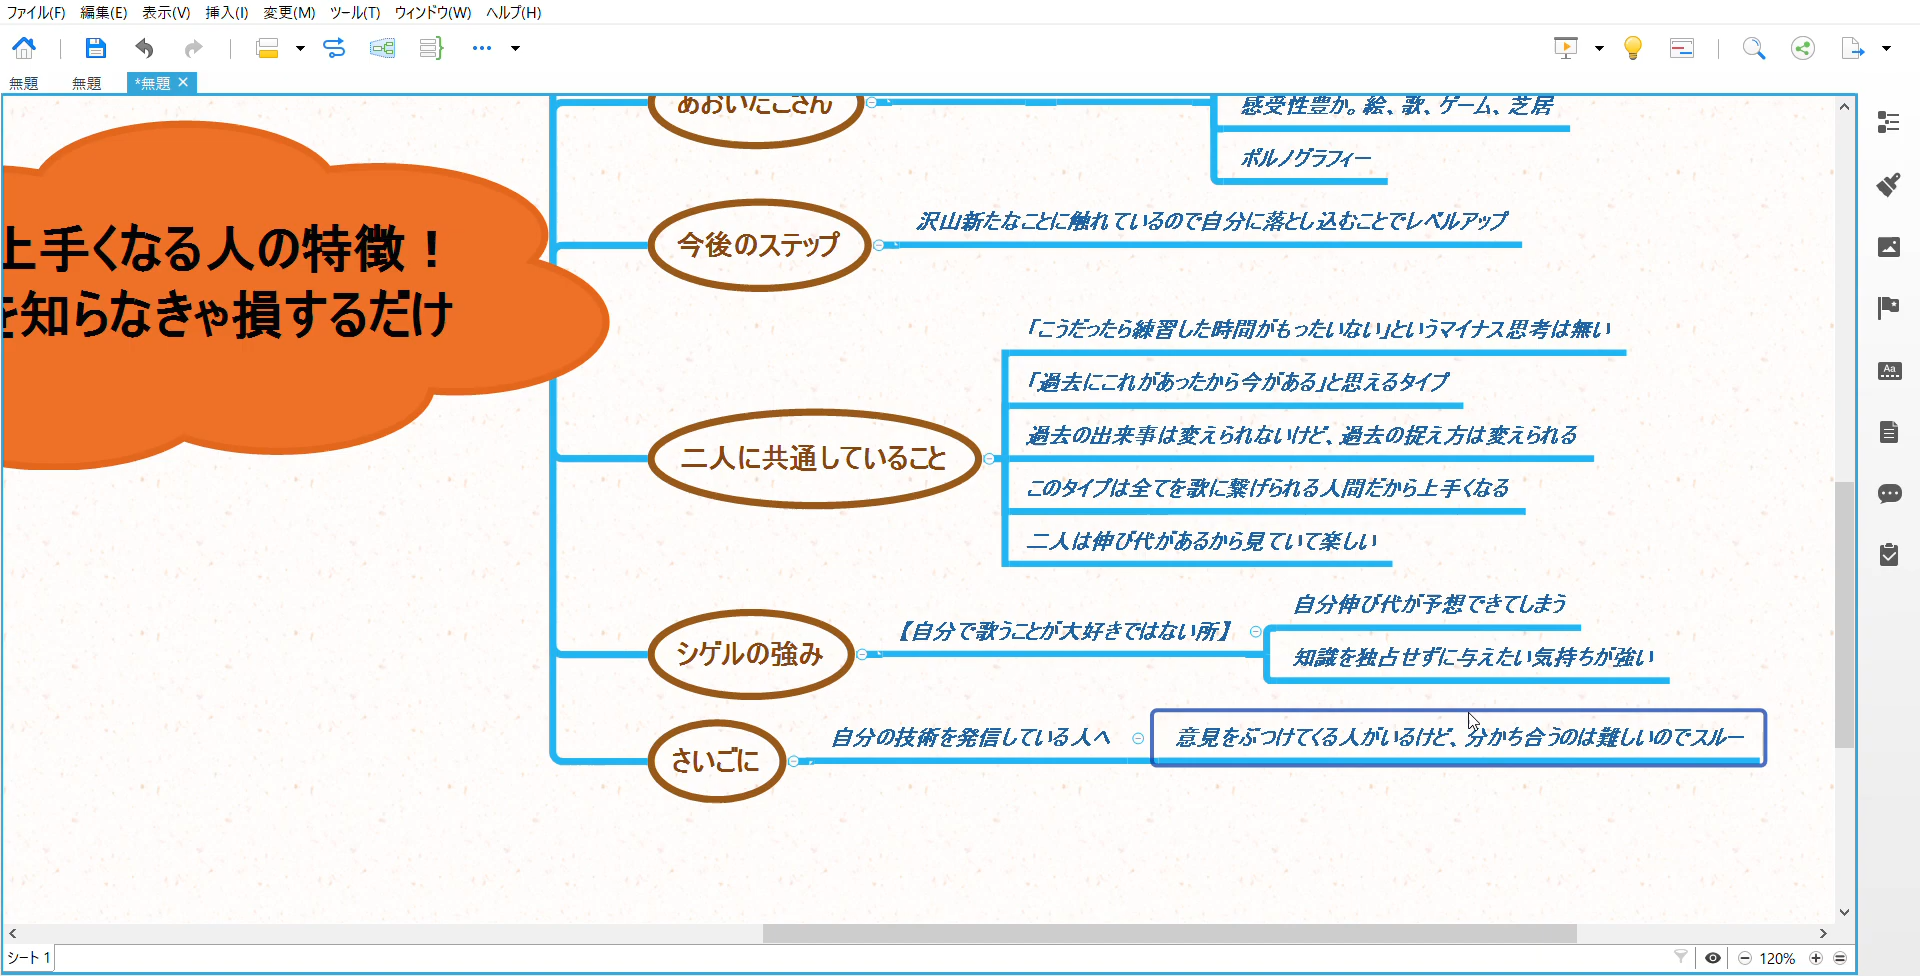 ファイル(F) 編集(E) 表示(V) 挿入(I) 変更(M) ツール(T) ウィンドウ(W) ヘルプ(H)
無題 無題 *無題
あおいたこさん
感受性豊か。絵、歌、ゲーム、芝居
ポルノグラフィー
上手くなる人の特徴！
を知らなきゃ損するだけ
今後のステップ
沢山新たなことに触れているので自分に落とし込むことでレベルアップ
二人に共通していること
「こうだったら練習した時間がもったいない」というマイナス思考は無い
「過去にこれがあったから今がある」と思えるタイプ
過去の出来事は変えられないけど、過去の捉え方は変えられる
このタイプは全てを歌に繋げられる人間だから上手くなる
二人は伸び代があるから見ていて楽しい
シゲルの強み
【自分で歌うことが大好きではない所】
自分伸び代が予想できてしまう
知識を独占せずに与えたい気持ちが強い
さいごに
自分の技術を発信している人へ
意見をぶつけてくる人がいるけど、分かち合うのは難しいのでスルー
Aa
シート 1
120%